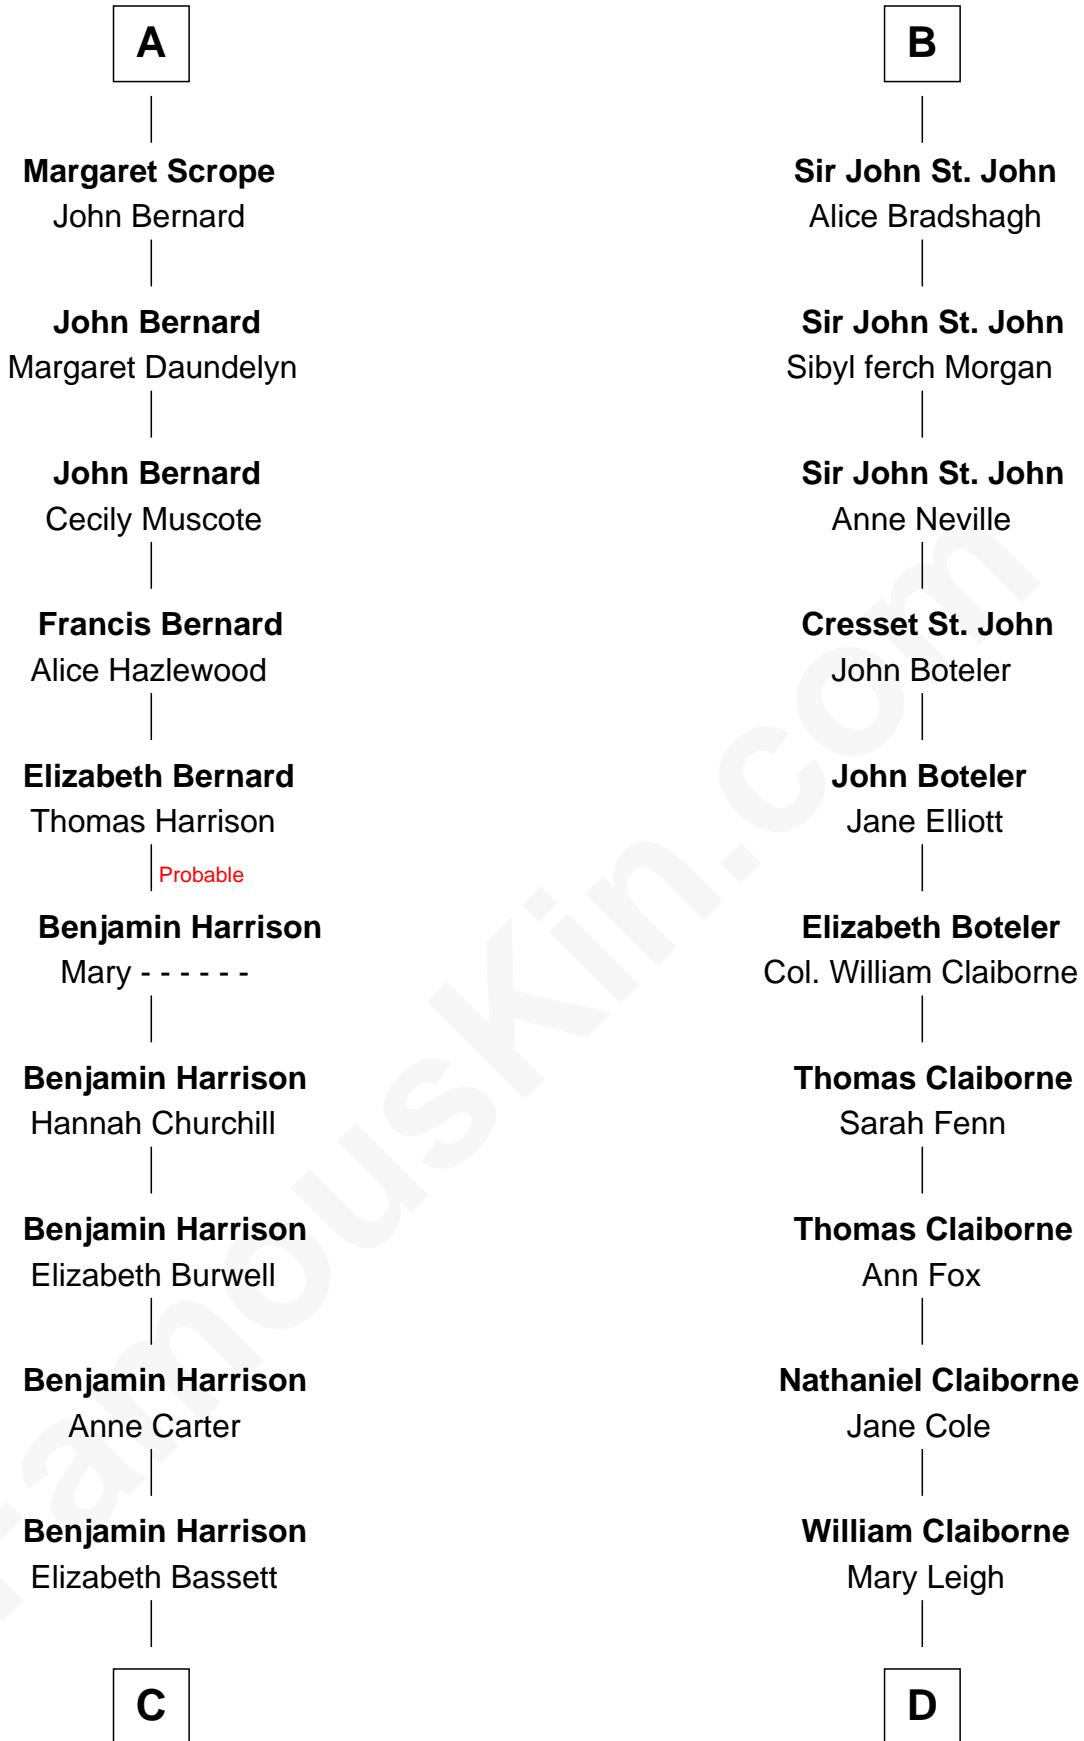 A
Margaret Scrope
John Bernard
John Bernard
Margaret Daundelyn
John Bernard
Cecily Muscote
Francis Bernard
Alice Hazlewood
Elizabeth Bernard
Thomas Harrison
Probable
Benjamin Harrison
Mary - - - - - -
Benjamin Harrison
Hannah Churchill
Benjamin Harrison
Elizabeth Burwell
Benjamin Harrison
Anne Carter
Benjamin Harrison
Elizabeth Bassett
C
B
Sir John St. John
Alice Bradshagh
Sir John St. John
Sibyl ferch Morgan
Sir John St. John
Anne Neville
Cresset St. John
John Boteler
John Boteler
Jane Elliott
Elizabeth Boteler
Col. William Claiborne
Thomas Claiborne
Sarah Fenn
Thomas Claiborne
Ann Fox
Nathaniel Claiborne
Jane Cole
William Claiborne
Mary Leigh
D
FamousKin.com